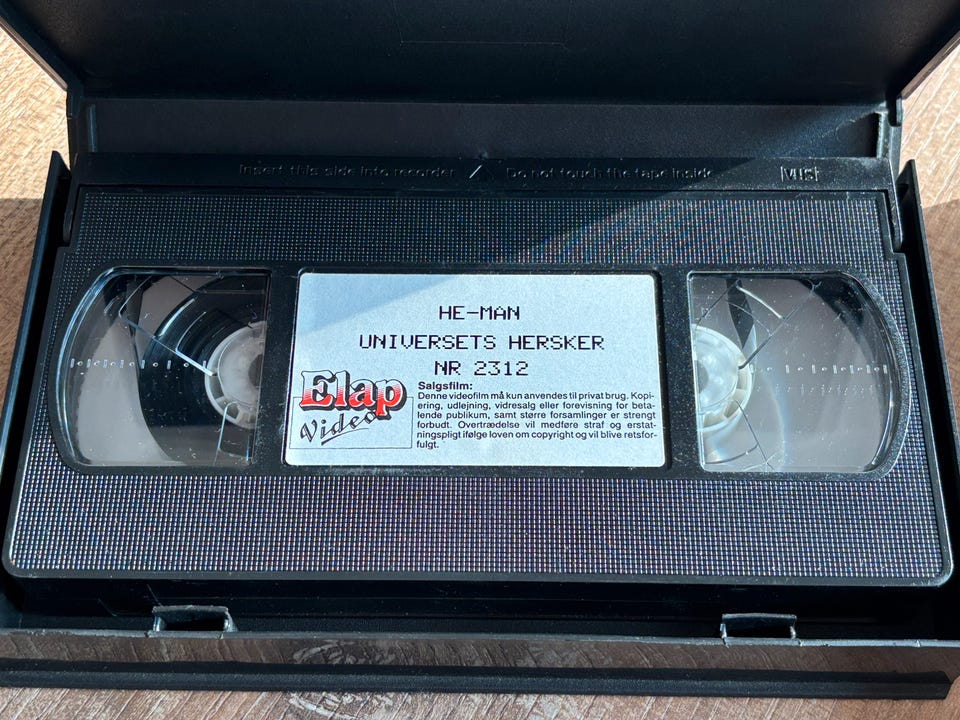 Insert this side into recorder △ Do not touch the tape inside VHS
HE-MAN
UNIVERSETS HERSKER
NR 2312
Elap
Video
Salgsfilm:
Denne videofilm må kun anvendes til privat brug. Kopi-
ering, udlejning, vidresalg eller forevisning for beta-
lende publikum, samt større forsamlinger er strengt
forbudt. Overtrædelse vil medføre straf og erstat-
ningspligt ifølge loven om copyright og vil blive retsfor-
fulgt.